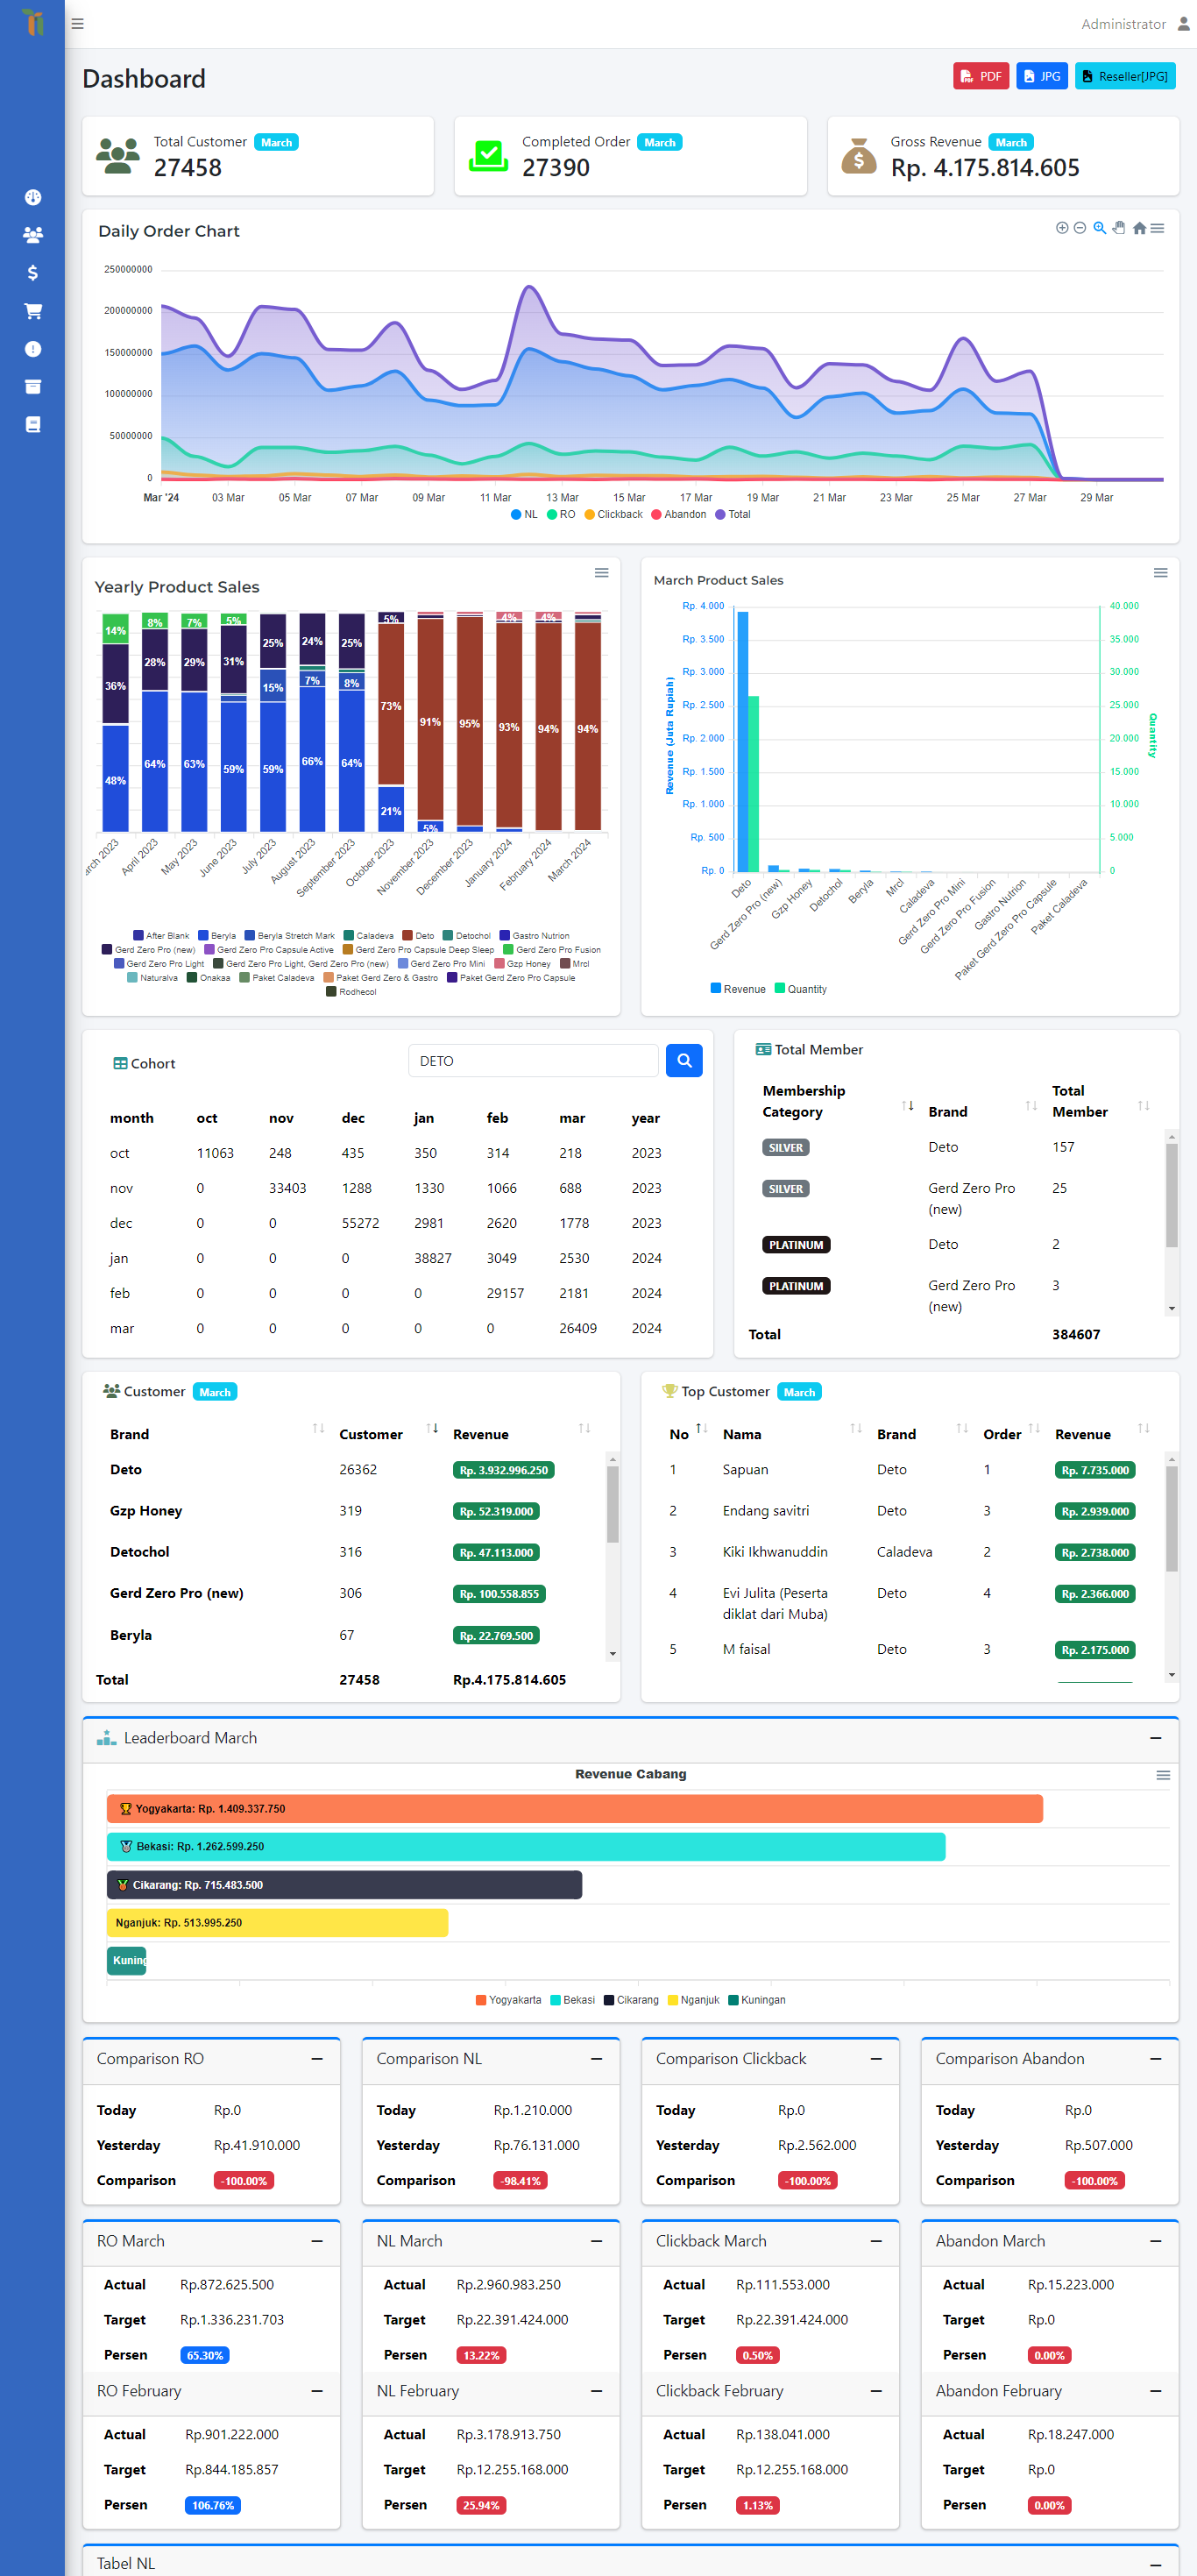 Administrator
Dashboard
PDF
JPG
Reseller[JPG]
Total Customer March
27458
Completed Order March
27390
Gross Revenue March
Rp. 4.175.814.605
Daily Order Chart
250000000
200000000
150000000
100000000
50000000
0
Mar '24 03 Mar 05 Mar 07 Mar 09 Mar 11 Mar 13 Mar 15 Mar 17 Mar 19 Mar 21 Mar 23 Mar 25 Mar 27 Mar 29 Mar
NL RO Clickback Abandon Total
Yearly Product Sales
14% 8% 7% 5% 25% 24% 25% 5% 4% 4%
36% 28% 29% 31% 15% 7% 8% 73% 91% 95% 93% 94% 94%
48% 64% 63% 59% 59% 66% 64% 21% 5%
arch 2023 April 2023 May 2023 June 2023 July 2023 August 2023 September 2023 October 2023 November 2023 December 2023 January 2024 February 2024 March 2024
After Blank Beryla Beryla Stretch Mark Caladeva Deto Detochol Gastro Nutrion
Gerd Zero Pro (new) Gerd Zero Pro Capsule Active Gerd Zero Pro Capsule Deep Sleep Gerd Zero Pro Fusion
Gerd Zero Pro Light Gerd Zero Pro Light, Gerd Zero Pro (new) Gerd Zero Pro Mini Gzp Honey Mrcl
Naturalva Onkaa Paket Caladeva Paket Gerd Zero & Gastro Paket Gerd Zero Pro Capsule
Rodhecol
March Product Sales
Rp. 4.000 40.000
Rp. 3.500 35.000
Rp. 3.000 30.000
Rp. 2.500 25.000
Rp. 2.000 20.000
Rp. 1.500 15.000
Rp. 1.000 10.000
Rp. 500 5.000
Rp. 0 0
Revenue (Juta Rupiah)
Quantity
Deto Gerd Zero Pro (new) Gzp Honey Detochol Beryla Mrcl Caladeva Gerd Zero Pro Mini Gerd Zero Pro Fusion Gastro Nutrion Paket Gerd Zero Pro Capsule Paket Caladeva
Revenue Quantity
Cohort
DETO
month oct nov dec jan feb mar year
oct 11063 248 435 350 314 218 2023
nov 0 33403 1288 1330 1066 688 2023
dec 0 0 55272 2981 2620 1778 2023
jan 0 0 0 38827 3049 2530 2024
feb 0 0 0 0 29157 2181 2024
mar 0 0 0 0 0 26409 2024
Total Member
Membership Category Brand Total Member
SILVER Deto 157
SILVER Gerd Zero Pro (new) 25
PLATINUM Deto 2
PLATINUM Gerd Zero Pro (new) 3
Total 384607
Customer March
Brand Customer Revenue
Deto 26362 Rp. 3.932.996.250
Gzp Honey 319 Rp. 52.319.000
Detochol 316 Rp. 47.113.000
Gerd Zero Pro (new) 306 Rp. 100.558.855
Beryla 67 Rp. 22.769.500
Total 27458 Rp.4.175.814.605
Top Customer March
No Nama Brand Order Revenue
1 Sapuan Deto 1 Rp. 7.735.000
2 Endang savitri Deto 3 Rp. 2.939.000
3 Kiki Ikhwanuddin Caladeva 2 Rp. 2.738.000
4 Evi Julita (Peserta diklat dari Muba) Deto 4 Rp. 2.366.000
5 M faisal Deto 3 Rp. 2.175.000
Leaderboard March
Revenue Cabang
Yogyakarta: Rp. 1.409.337.750
Bekasi: Rp. 1.262.599.250
Cikarang: Rp. 715.483.500
Nganjuk: Rp. 513.995.250
Kuning
Yogyakarta Bekasi Cikarang Nganjuk Kuningan
Comparison RO
Today Rp.0
Yesterday Rp.41.910.000
Comparison -100.00%
Comparison NL
Today Rp.1.210.000
Yesterday Rp.76.131.000
Comparison -98.41%
Comparison Clickback
Today Rp.0
Yesterday Rp.2.562.000
Comparison -100.00%
Comparison Abandon
Today Rp.0
Yesterday Rp.507.000
Comparison -100.00%
RO March
Actual Rp.872.625.500
Target Rp.1.336.231.703
Persen 65.30%
NL March
Actual Rp.2.960.983.250
Target Rp.22.391.424.000
Persen 13.22%
Clickback March
Actual Rp.111.553.000
Target Rp.22.391.424.000
Persen 0.50%
Abandon March
Actual Rp.15.223.000
Target Rp.0
Persen 0.00%
RO February
Actual Rp.901.222.000
Target Rp.844.185.857
Persen 106.76%
NL February
Actual Rp.3.178.913.750
Target Rp.12.255.168.000
Persen 25.94%
Clickback February
Actual Rp.138.041.000
Target Rp.12.255.168.000
Persen 1.13%
Abandon February
Actual Rp.18.247.000
Target Rp.0
Persen 0.00%
Tabel NL